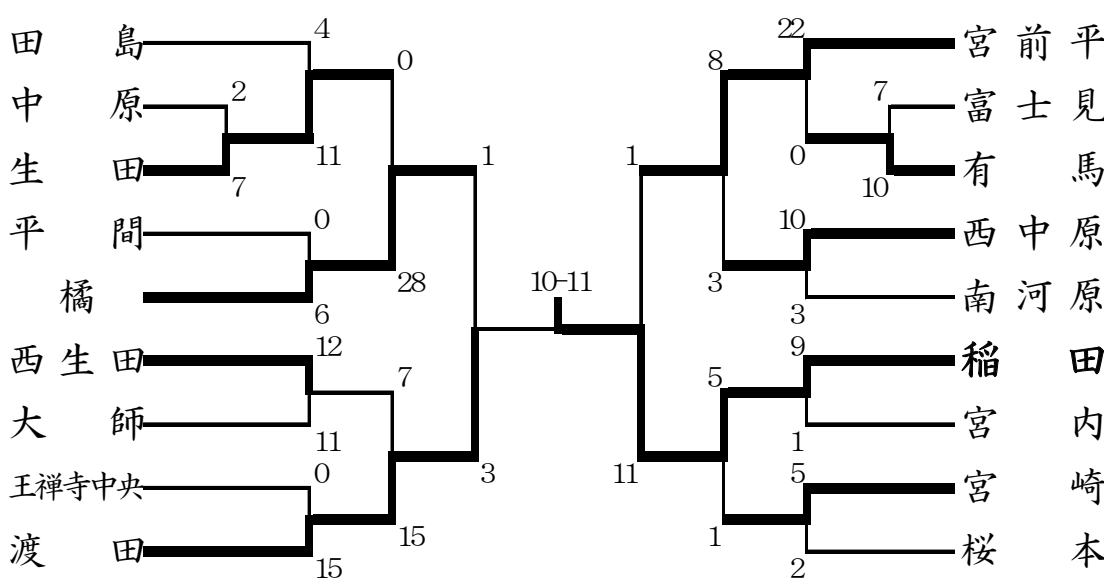 田島
中原
生田
平間
橘
西生田
大師
王禅寺中央
渡田
4
2
7
11
0
0
6
28
12
11
7
0
15
15
1
3
10-11
1
11
8
3
5
1
22
0
7
10
10
3
9
1
5
2
宮前平
富士見
有馬
西中原
南河原
稲田
宮内
宮崎
桜本